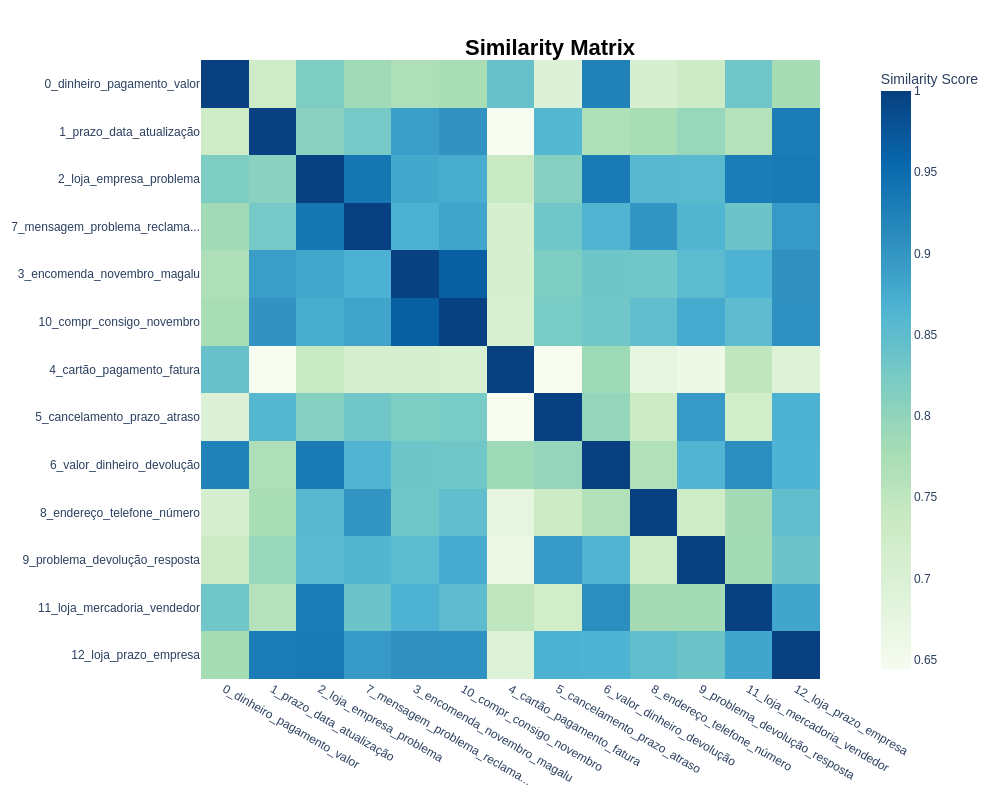 Similarity Matrix
Similarity Score
0_dinheiro_pagamento_valor
1_prazo_data_atualização
2_loja_empresa_problema
7_mensagem_problema_reclama...
3_encomenda_novembro_magalu
10_compr_consigo_novembro
4_cartão_pagamento_fatura
5_cancelamento_prazo_atraso
6_valor_dinheiro_devolução
8_endereço_telefone_número
9_problema_devolução_resposta
11_loja_mercadoria_vendedor
12_loja_prazo_empresa
1
0.95
0.9
0.85
0.8
0.75
0.7
0.65
0_dinheiro_pagamento_valor
1_prazo_data_atualização
2_loja_empresa_problema
7_mensagem_problema_reclama...
3_encomenda_novembro_magalu
10_compr_consigo_novembro
4_cartão_pagamento_fatura
5_cancelamento_prazo_atraso
6_valor_dinheiro_devolução
8_endereço_telefone_número
9_problema_devolução_resposta
11_loja_mercadoria_vendedor
12_loja_prazo_empresa